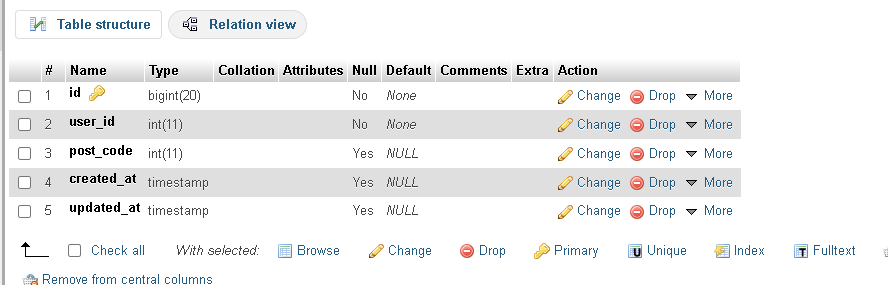 Table structure Relation view
# Name Type Collation Attributes Null Default Comments Extra Action
1 id bigint(20) No None Change Drop More
2 user_id int(11) No None Change Drop More
3 post_code int(11) Yes NULL Change Drop More
4 created_at timestamp Yes NULL Change Drop More
5 updated_at timestamp Yes NULL Change Drop More
Check all With selected: Browse Change Drop Primary Unique Index Fulltext
Remove from central columns